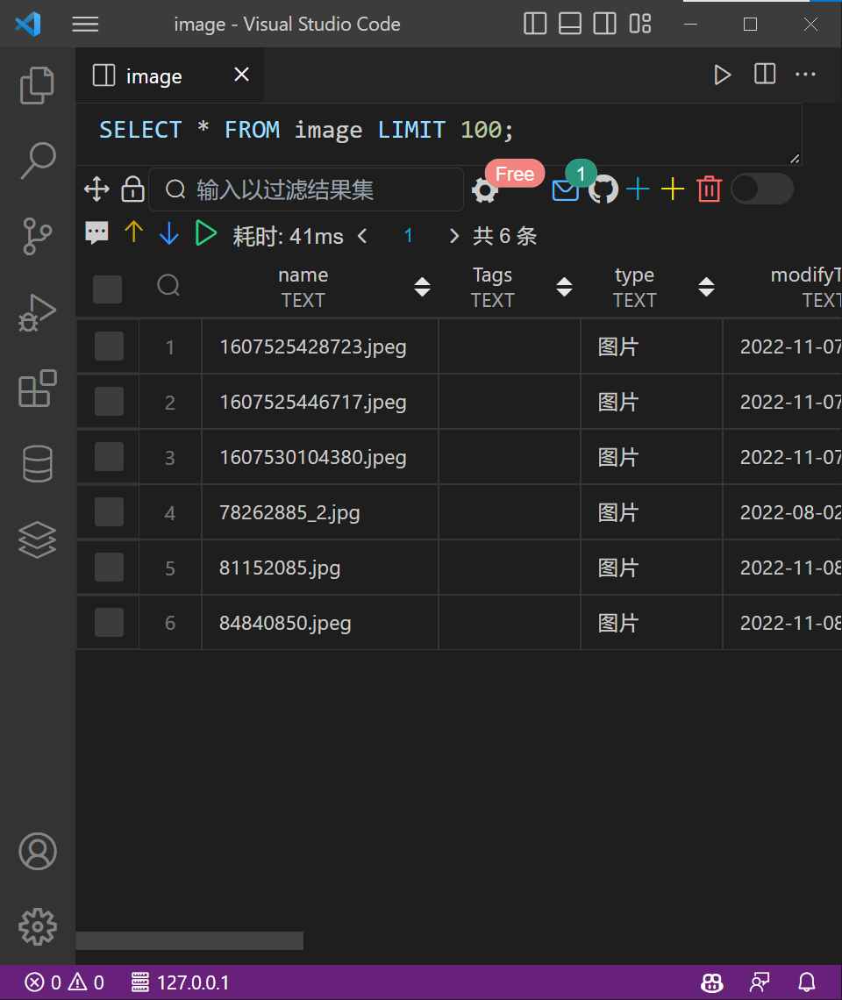 image - Visual Studio Code
image
SELECT * FROM image LIMIT 100;
输入以过滤结果集
Free
1
耗时: 41ms
1
共 6 条
name Tags type modifyT
TEXT TEXT TEXT TEXT
1 1607525428723.jpeg 图片 2022-11-07
2 1607525446717.jpeg 图片 2022-11-07
3 1607530104380.jpeg 图片 2022-11-07
4 78262885_2.jpg 图片 2022-08-02
5 81152085.jpg 图片 2022-11-08
6 84840850.jpeg 图片 2022-11-08
0 0 127.0.0.1